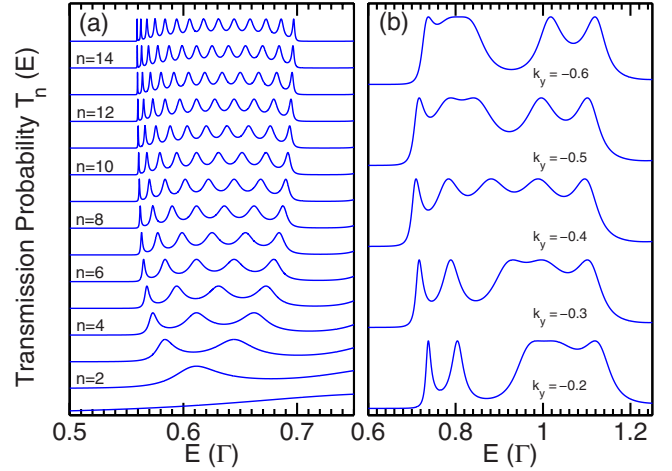 Transmission Probability Tₙ (E)
(a)
n=14
n=12
n=10
n=8
n=6
n=4
n=2
0.5 0.6 0.7
E (Γ)
(b)
k_y = −0.6
k_y = −0.5
k_y = −0.4
k_y = −0.3
k_y = −0.2
0.6 0.8 1 1.2
E (Γ)